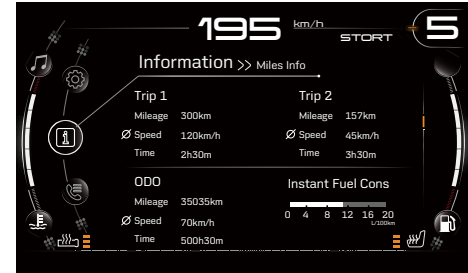 195 km/h
STORT 5
Information >> Miles Info
Trip 1
Mileage 300km
Ø Speed 120km/h
Time 2h30m
Trip 2
Mileage 157km
Ø Speed 45km/h
Time 3h30m
ODO
Mileage 35035km
Ø Speed 70km/h
Time 500h30m
Instant Fuel Cons
0 4 8 12 16 20
L/100km